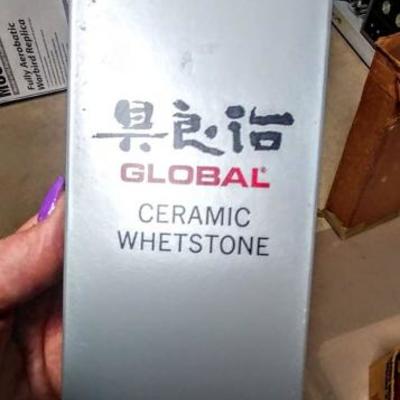 Fully Aerobatic
Warbird Replica
具良治
GLOBAL®
CERAMIC
WHETSTONE